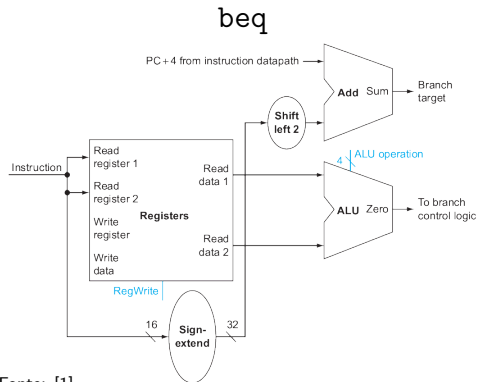 beq
PC+4 from instruction datapath
Add Sum
Branch
target
Shift
left 2
4
ALU operation
Instruction
Read
register 1
Read
register 2
Write
register
Write
data
Registers
Read
data 1
Read
data 2
ALU Zero
To branch
control logic
RegWrite
16
Sign-
extend
32
Fonte: [1]